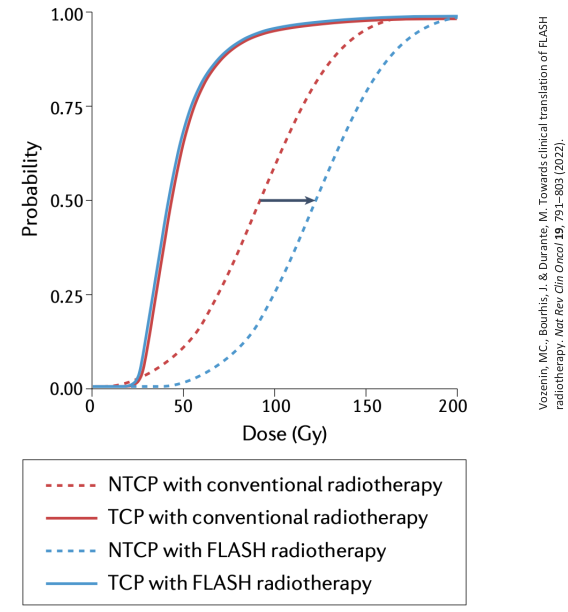 1.00
0.75
0.50
0.25
0.00
Probability
0
50
100
150
200
Dose (Gy)
NTCP with conventional radiotherapy
TCP with conventional radiotherapy
NTCP with FLASH radiotherapy
TCP with FLASH radiotherapy
Vozenin, MC., Bourhis, J. & Durante, M. Towards clinical translation of FLASH
radiotherapy. Nat Rev Clin Oncol 19, 791–803 (2022).